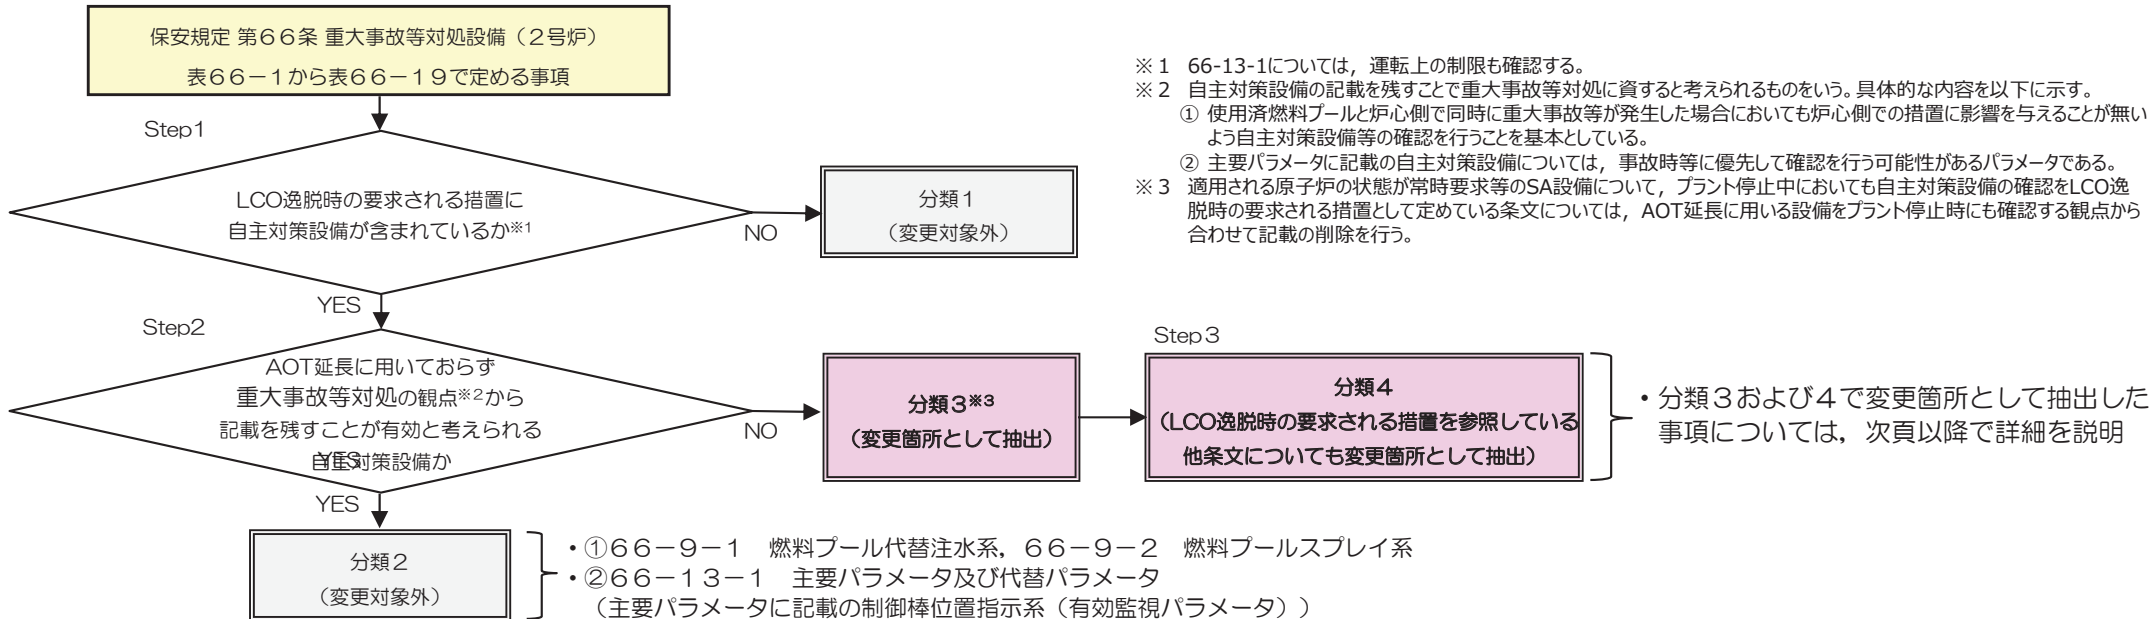 保安規定 第６６条 重大事故等対処設備（２号炉）
表６６－１から表６６－１９で定める事項
※１ 66-13-1については，運転上の制限も確認する。
※２ 自主対策設備の記載を残すことで重大事故等対処に資すると考えられるものをいう。具体的な内容を以下に示す。
① 使用済燃料プールと炉心側で同時に重大事故等が発生した場合においても炉心側での措置に影響を与えることが無い
よう自主対策設備等の確認を行うことを基本としている。
② 主要パラメータに記載の自主対策設備については，事故時等に優先して確認を行う可能性があるパラメータである。
※３ 適用される原子炉の状態が常時要求等のSA設備について，プラント停止中においても自主対策設備の確認をLCO逸
脱時の要求される措置として定めている条文については，AOT延長に用いる設備をプラント停止時にも確認する観点から
合わせて記載の削除を行う。
Step1
LCO逸脱時の要求される措置に
自主対策設備が含まれているか※1
NO
分類１
（変更対象外）
YES
Step2
AOT延長に用いておらず
重大事故等対処の観点※2から
記載を残すことが有効と考えられる
自主対策設備か
YES
NO
分類３※3
（変更箇所として抽出）
Step３
分類４
（LCO逸脱時の要求される措置を参照している
他条文についても変更箇所として抽出）
・分類３および４で変更箇所として抽出した
事項については，次頁以降で詳細を説明
YES
分類２
（変更対象外）
・①６６－９－１ 燃料プール代替注水系，６６－９－２ 燃料プールスプレイ系
・②６６－１３－１ 主要パラメータ及び代替パラメータ
（主要パラメータに記載の制御棒位置指示系（有効監視パラメータ））